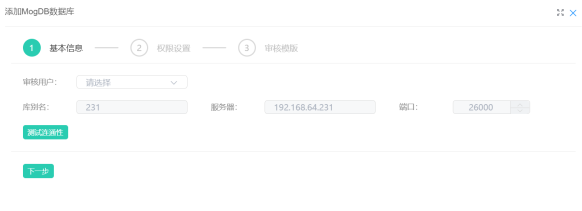 添加MogDB数据库
1 基本信息 2 权限设置 3 审核模版
审核用户： 请选择
库别名： 231 服务器： 192.168.64.231 端口： 26000
测试连通性
下一步